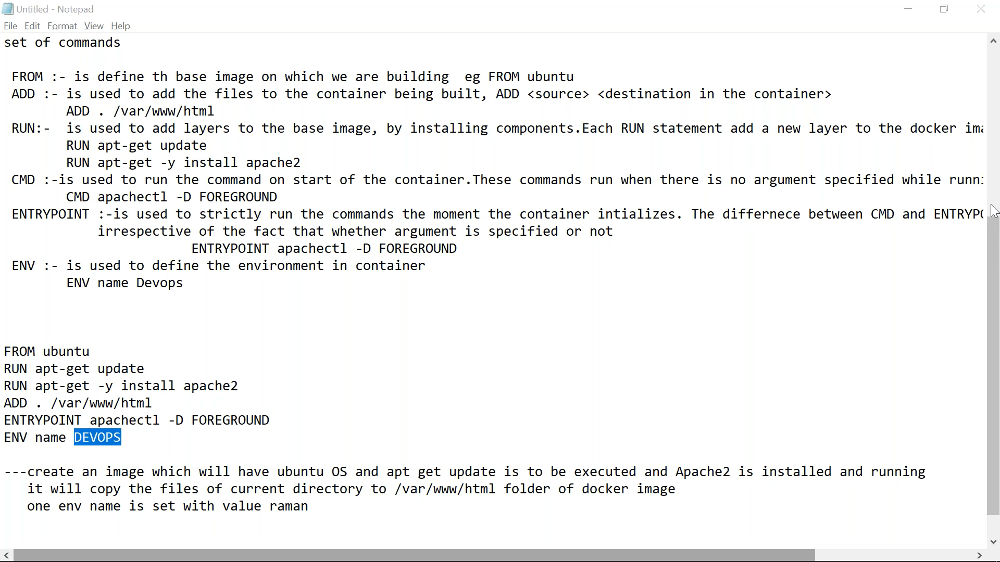 Untitled - Notepad
File Edit Format View Help
set of commands
FROM :- is define th base image on which we are building  eg FROM ubuntu
ADD :- is used to add the files to the container being built, ADD <source> <destination in the container>
ADD . /var/www/html
RUN:-  is used to add layers to the base image, by installing components.Each RUN statement add a new layer to the docker
RUN apt-get update
RUN apt-get -y install apache2
CMD :-is used to run the command on start of the container.These commands run when there is no argument specified while
CMD apachectl -D FOREGROUND
ENTRYPOINT :-is used to strictly run the commands the moment the container intializes. The differnece between CMD and
irrespective of the fact that whether argument is specified or not
ENTRYPOINT apachectl -D FOREGROUND
ENV :- is used to define the environment in container
ENV name Devops
FROM ubuntu
RUN apt-get update
RUN apt-get -y install apache2
ADD . /var/www/html
ENTRYPOINT apachectl -D FOREGROUND
ENV name DEVOPS
---create an image which will have ubuntu OS and apt get update is to be executed and Apache2 is installed and running
it will copy the files of current directory to /var/www/html folder of docker image
one env name is set with value raman